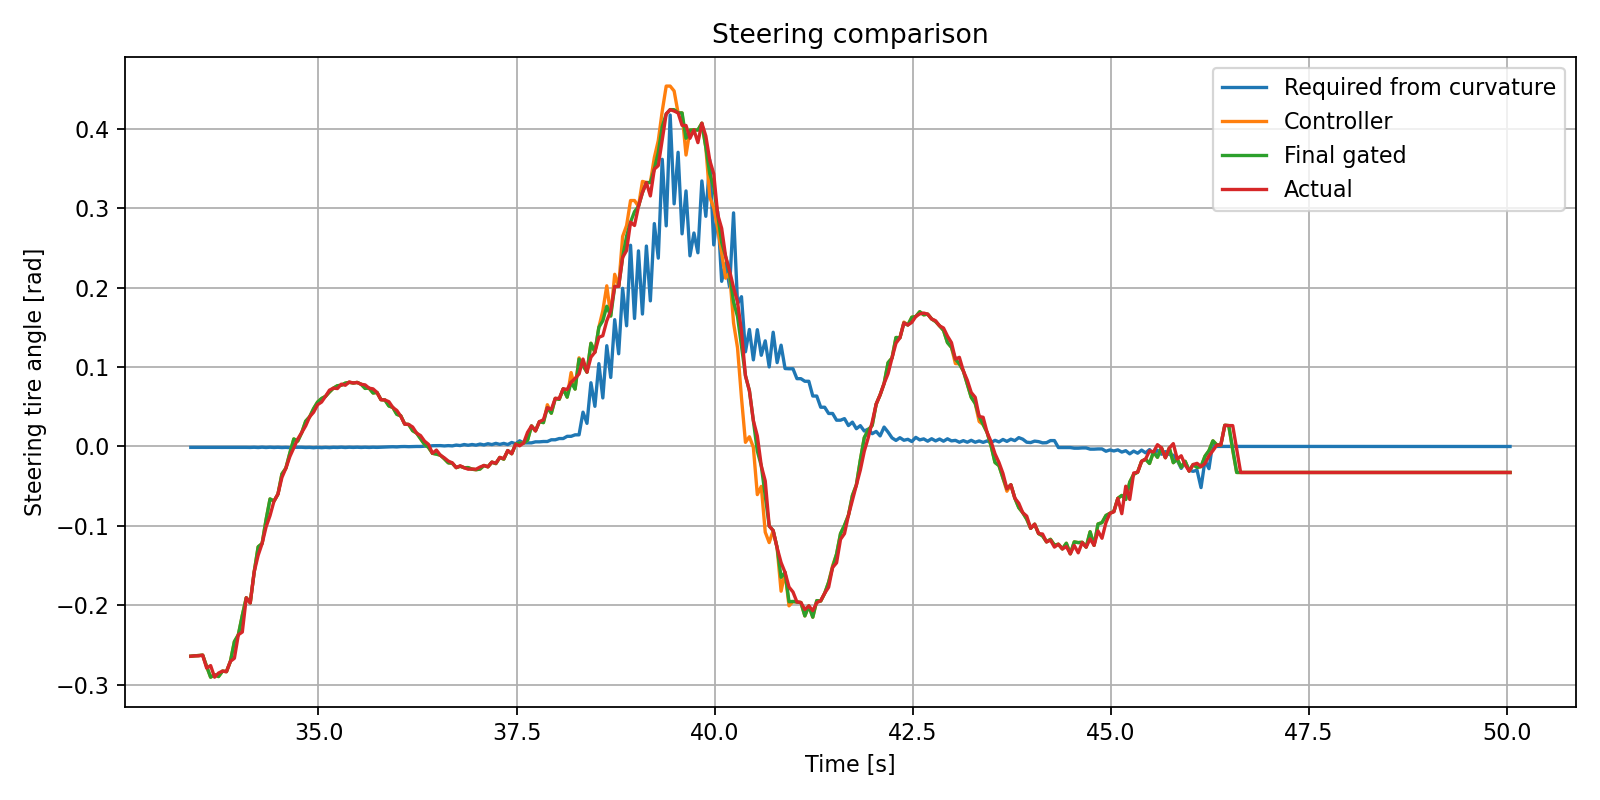 Steering comparison
Required from curvature
Controller
Final gated
Actual
Steering tire angle [rad]
0.4
0.3
0.2
0.1
0.0
−0.1
−0.2
−0.3
35.0 37.5 40.0 42.5 45.0 47.5 50.0
Time [s]